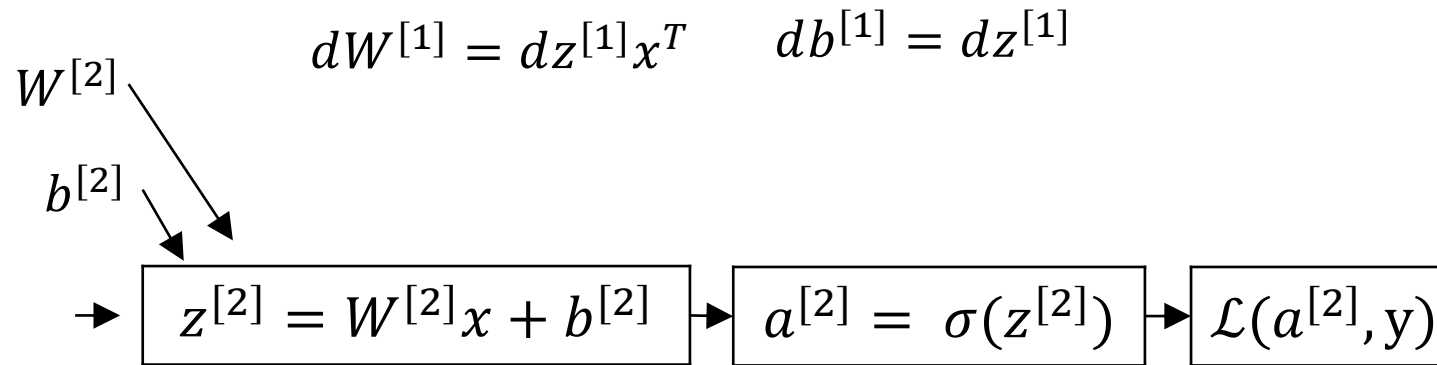 dW^{[1]} = dz^{[1]}x^T db^{[1]} = dz^{[1]}
W^{[2]}
b^{[2]}
z^{[2]} = W^{[2]}x + b^{[2]} a^{[2]} = σ(z^{[2]}) ℒ(a^{[2]}, y)